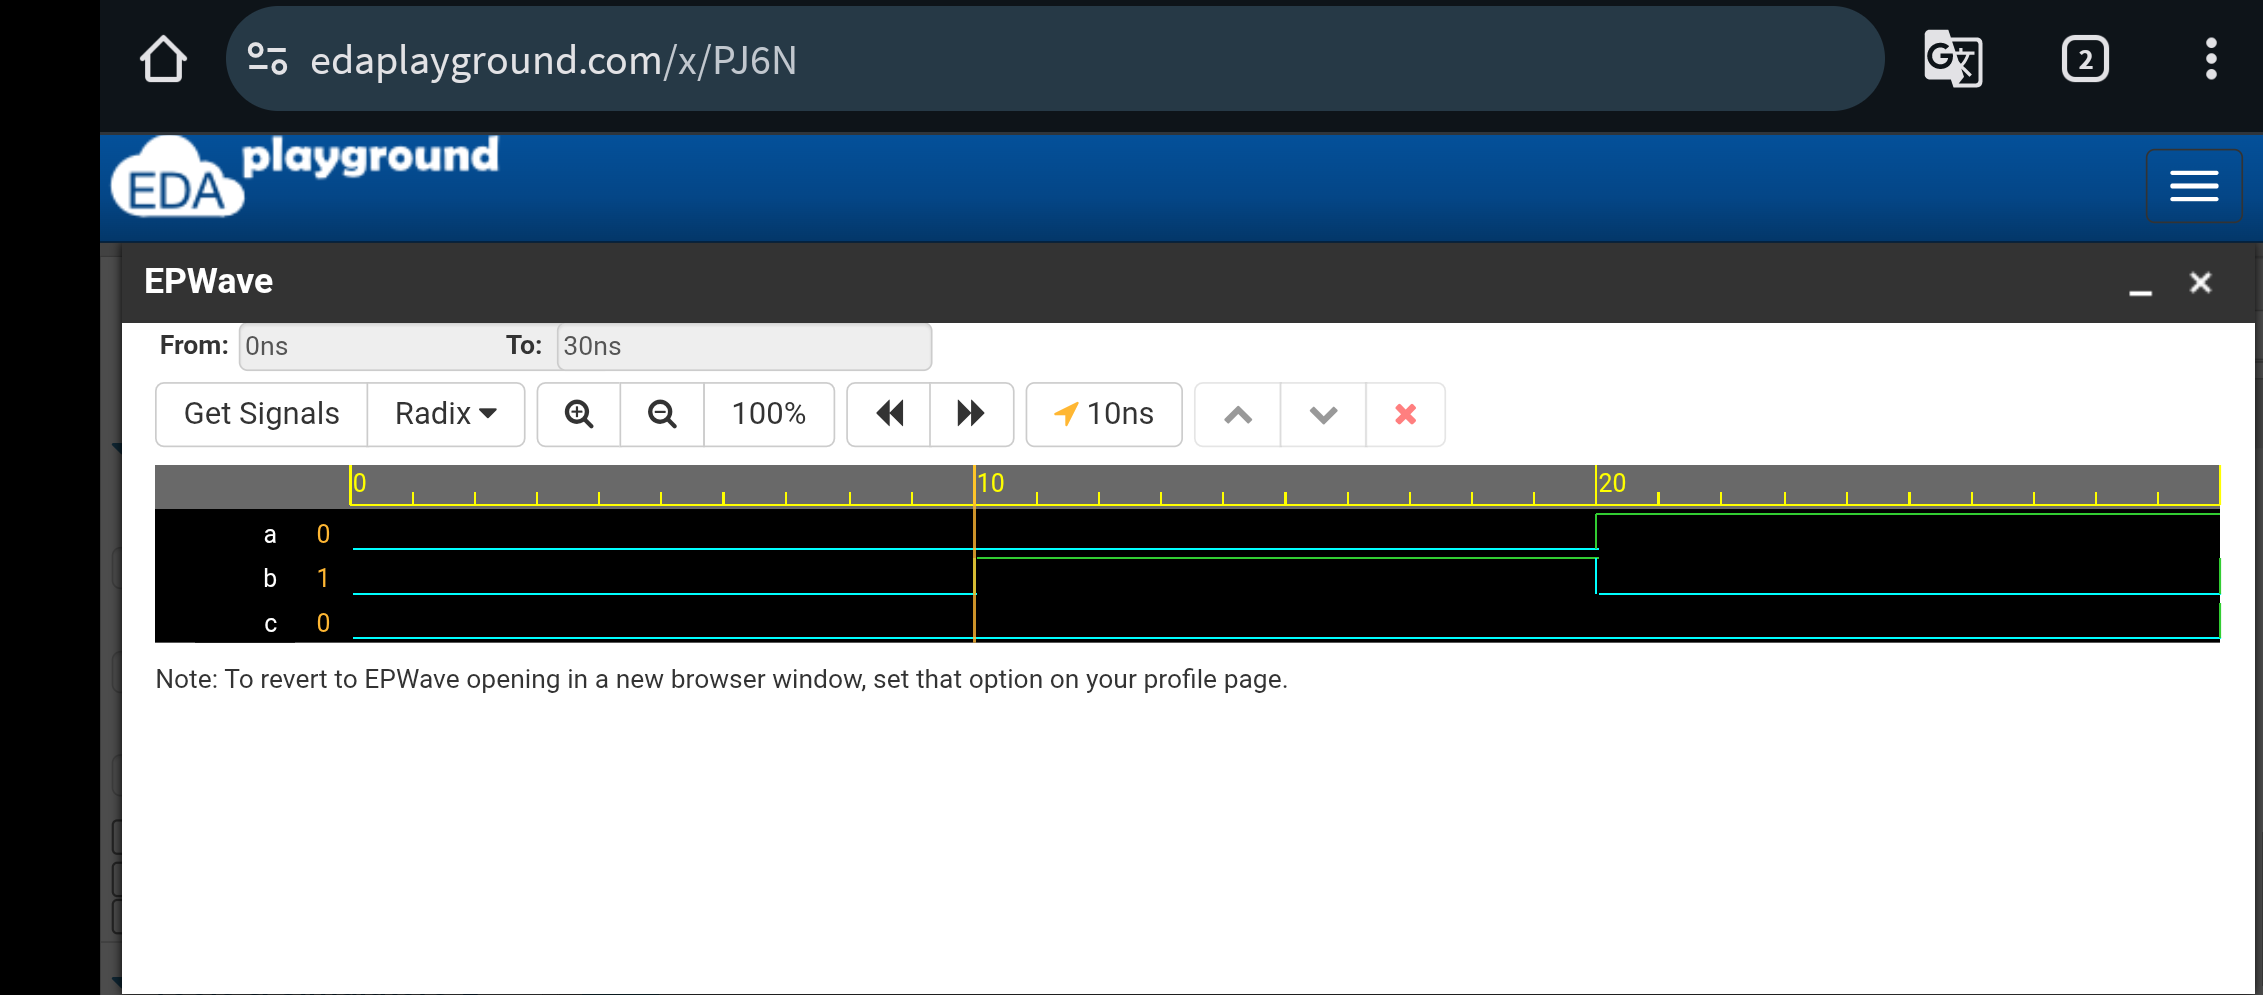 edaplayground.com/x/PJ6N
2
EDA playground
EPWave
From: 0ns To: 30ns
Get Signals Radix 100% 10ns
0 10 20
a 0
b 1
c 0
Note: To revert to EPWave opening in a new browser window, set that option on your profile page.